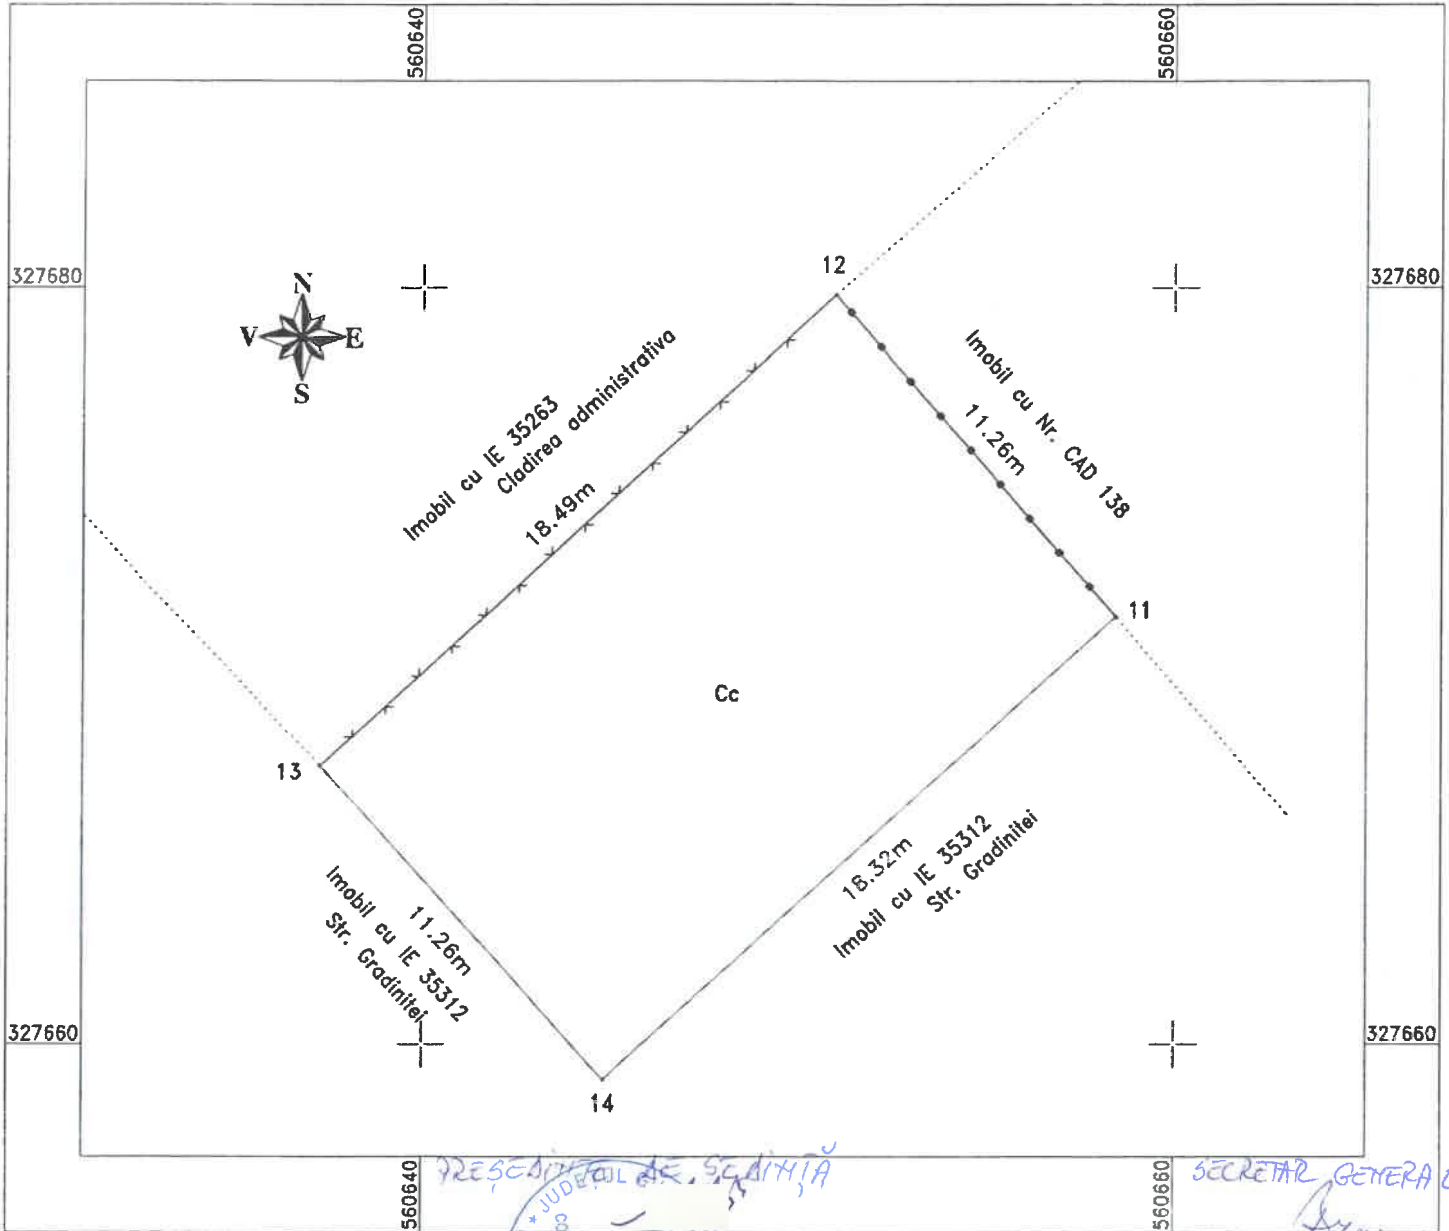 560640
560660
327680
327680
N
V
E
S
12
Imobil cu IE 35263
Cladirea administrativa
18.49m
Imobil cu Nr. CAD 138
11.26m
11
Cc
13
18.32m
Imobil cu IE 35312
Str. Gradinitei
11.26m
Imobil cu IE 35312
Str. Gradinitei
327660
327660
14
560640
PREȘEDINTELE DE ȘEDINȚĂ
* JUDEȚUL
CO
560660
SECRETAR GENERAL